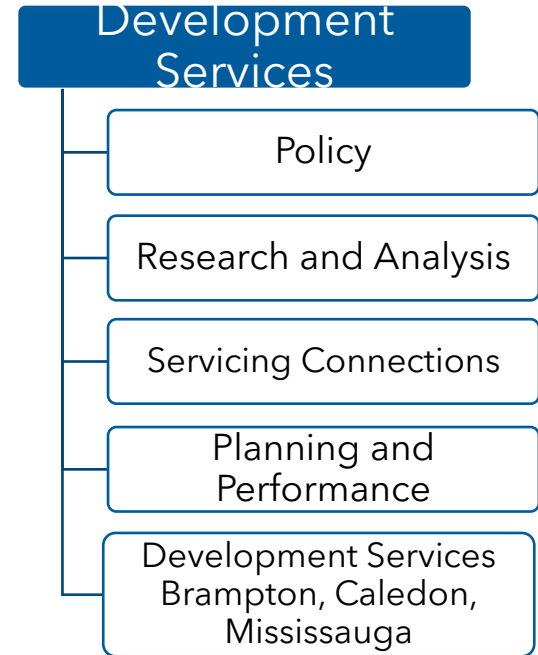 Development
Services
Policy
Research and Analysis
Servicing Connections
Planning and
Performance
Development Services
Brampton, Caledon,
Mississauga